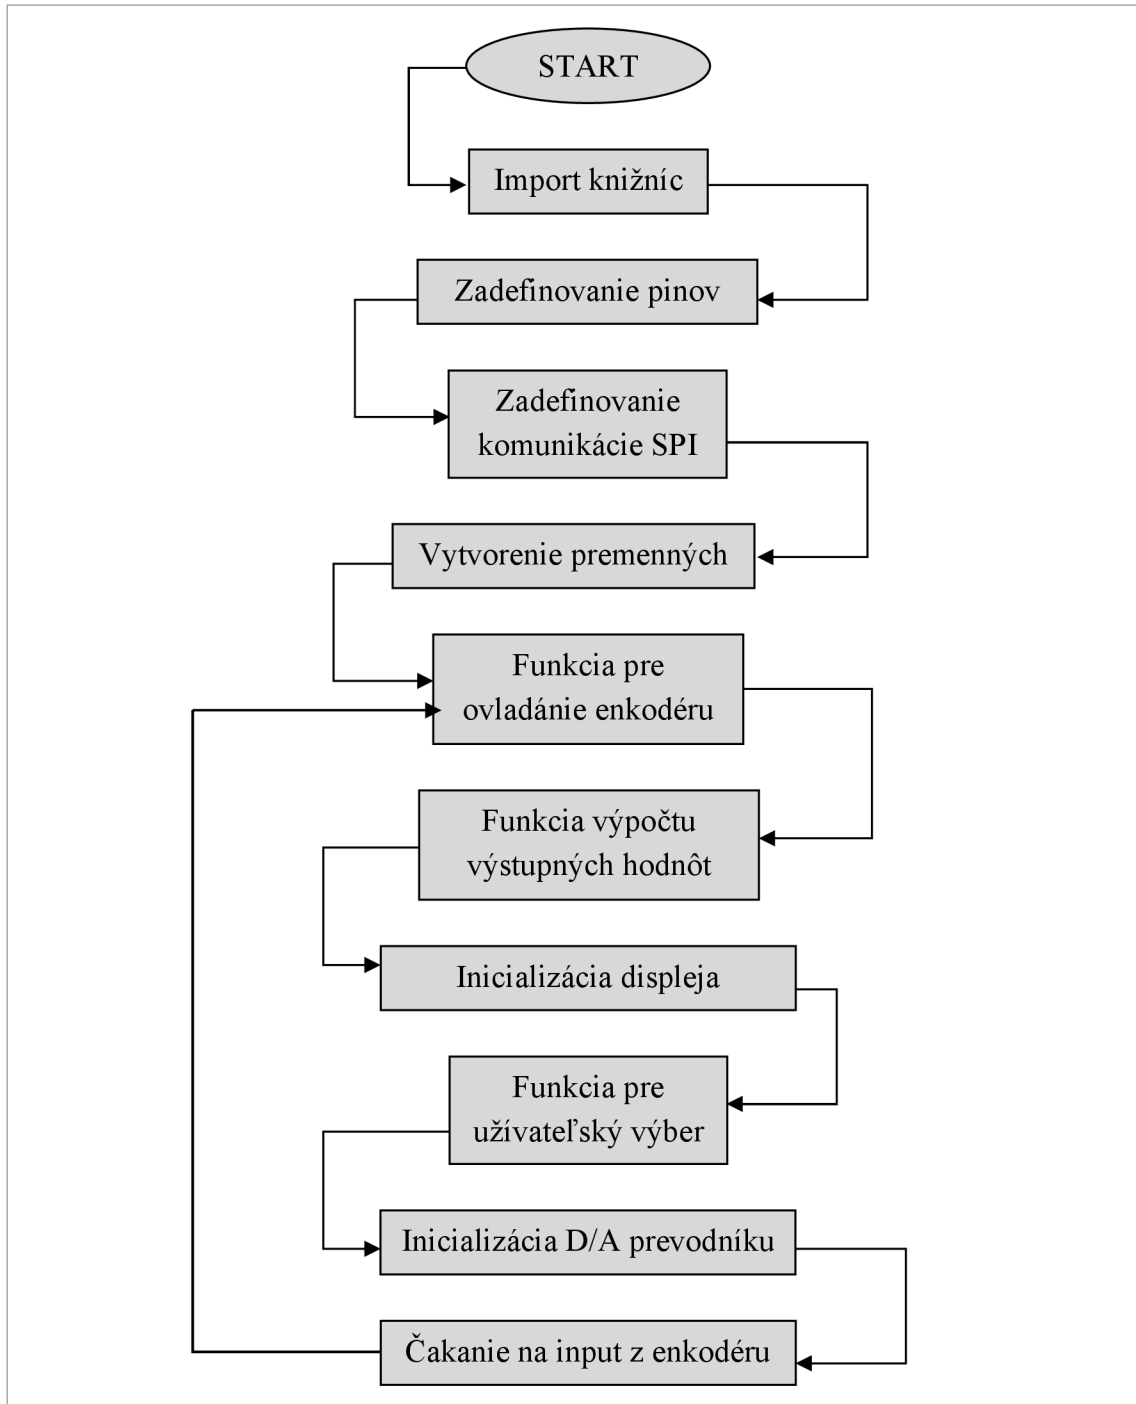 START
Import knižníc
Zadefinovanie pinov
Zadefinovanie
komunikácie SPI
Vytvorenie premenných
Funkcia pre
ovladánie enkodéru
Funkcia výpočtu
výstupných hodnôt
Inicializácia displeja
Funkcia pre
užívateľský výber
Inicializácia D/A prevodníku
Čakanie na input z enkodéru